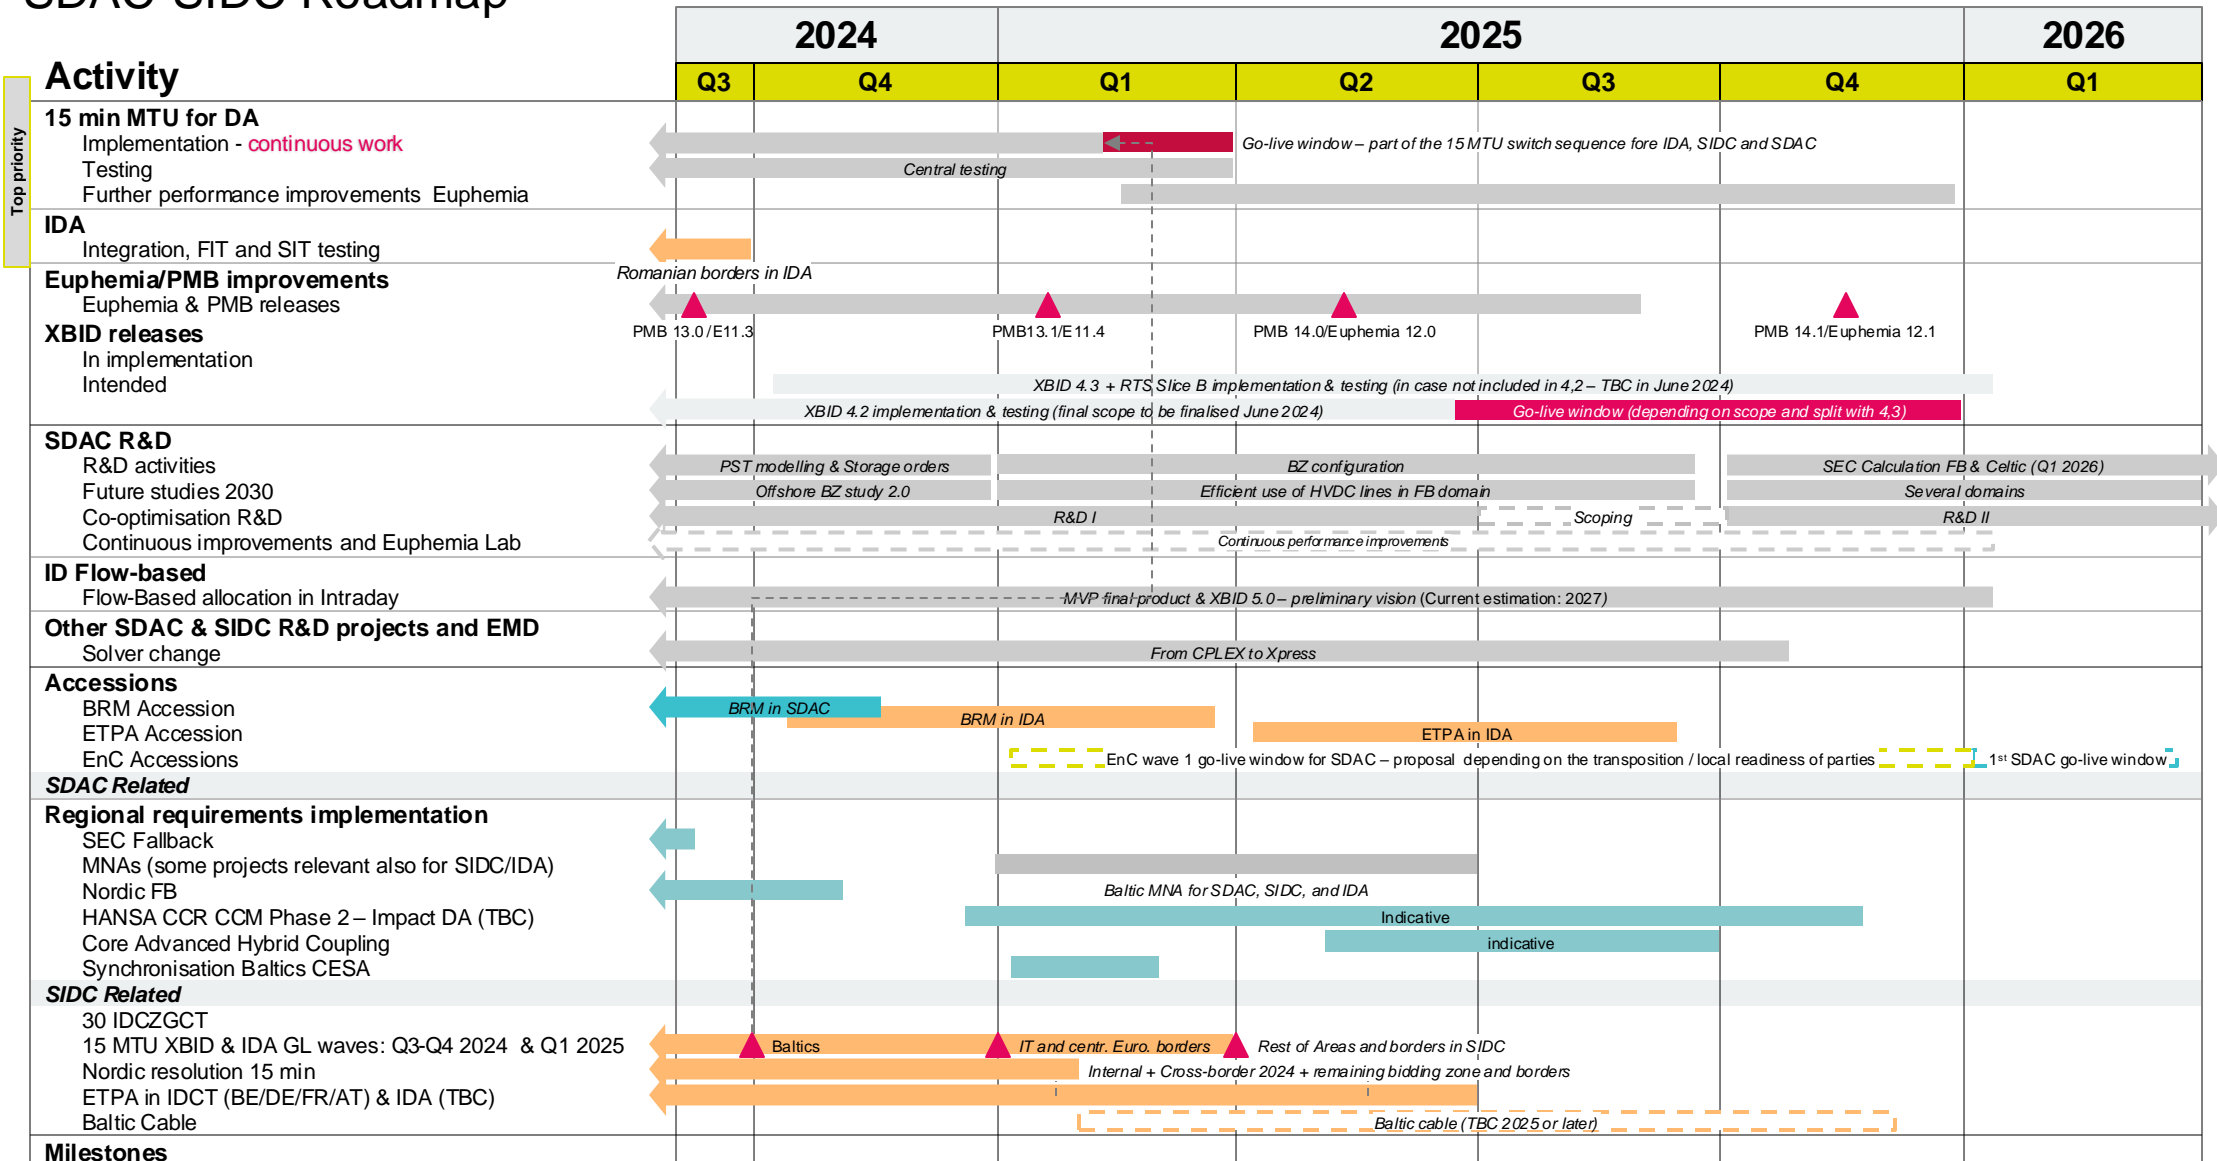 SDAC-SIDC Roadmap
2024
2025
2026
Activity
Q3
Q4
Q1
Q2
Q3
Q4
Q1
Top priority
15 min MTU for DA
Implementation - continuous work
Go-live window – part of the 15 MTU switch sequence fore IDA, SIDC and SDAC
Testing
Central testing
Further performance improvements Euphemia
IDA
Integration, FIT and SIT testing
Romanian borders in IDA
Euphemia/PMB improvements
Euphemia & PMB releases
PMB 13.0 /E11.3
PMB13.1/E11.4
PMB 14.0/Euphemia 12.0
PMB 14.1/Euphemia 12.1
XBID releases
In implementation
Intended
XBID 4.3 + RTS Slice B implementation & testing (in case not included in 4,2 – TBC in June 2024)
XBID 4.2 implementation & testing (final scope to be finalised June 2024)
Go-live window (depending on scope and split with 4,3)
SDAC R&D
R&D activities
PST modelling & Storage orders
BZ configuration
SEC Calculation FB & Celtic (Q1 2026)
Future studies 2030
Offshore BZ study 2.0
Efficient use of HVDC lines in FB domain
Several domains
Co-optimisation R&D
R&D I
Scoping
R&D II
Continuous improvements and Euphemia Lab
Continuous performance improvements
ID Flow-based
Flow-Based allocation in Intraday
MVP final product & XBID 5.0 – preliminary vision (Current estimation: 2027)
Other SDAC & SIDC R&D projects and EMD
Solver change
From CPLEX to Xpress
Accessions
BRM Accession
BRM in SDAC
BRM in IDA
ETPA Accession
ETPA in IDA
EnC Accessions
EnC wave 1 go-live window for SDAC – proposal depending on the transposition / local readiness of parties
1st SDAC go-live window
SDAC Related
Regional requirements implementation
SEC Fallback
MNAs (some projects relevant also for SIDC/IDA)
Nordic FB
Baltic MNA for SDAC, SIDC, and IDA
HANSA CCR CCM Phase 2 – Impact DA (TBC)
Indicative
Core Advanced Hybrid Coupling
indicative
Synchronisation Baltics CESA
SIDC Related
30 IDCZGCT
15 MTU XBID & IDA GL waves: Q3-Q4 2024 & Q1 2025
Baltics
IT and centr. Euro. borders
Rest of Areas and borders in SIDC
Nordic resolution 15 min
Internal + Cross-border 2024 + remaining bidding zone and borders
ETPA in IDCT (BE/DE/FR/AT) & IDA (TBC)
Baltic Cable
Baltic cable (TBC 2025 or later)
Milestones